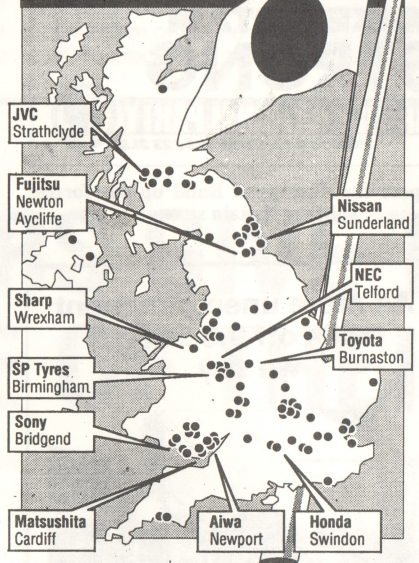 JVC
Strathclyde
Fujitsu
Newton
Aycliffe
Nissan
Sunderland
NEC
Telford
Sharp
Wrexham
Toyota
Burnaston
SP Tyres
Birmingham
Sony
Bridgend
Matsushita
Cardiff
Aiwa
Newport
Honda
Swindon